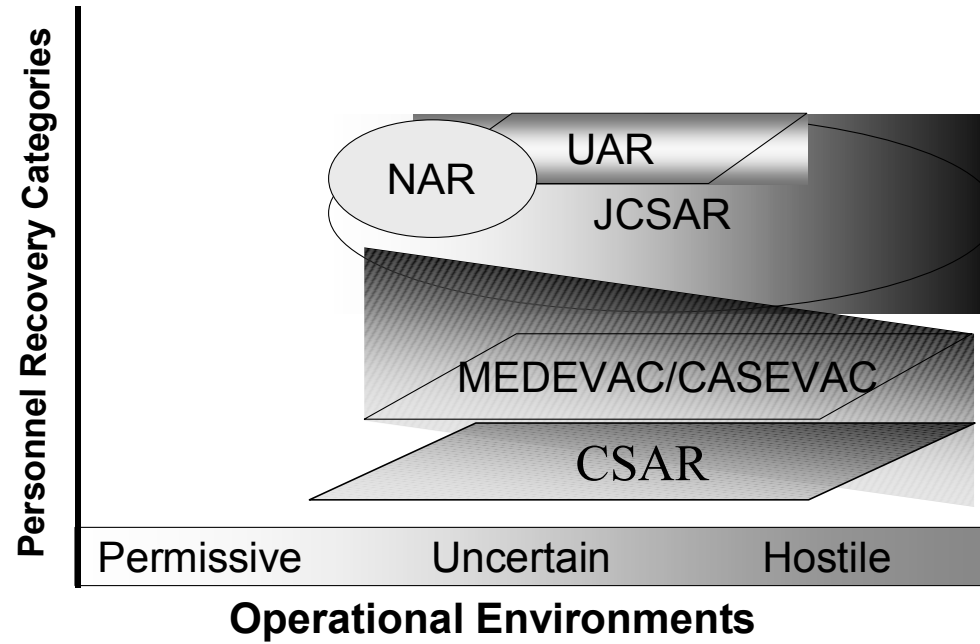 Personnel Recovery Categories
UAR
NAR
JCSAR
MEDEVAC/CASEVAC
CSAR
Permissive Uncertain Hostile
Operational Environments